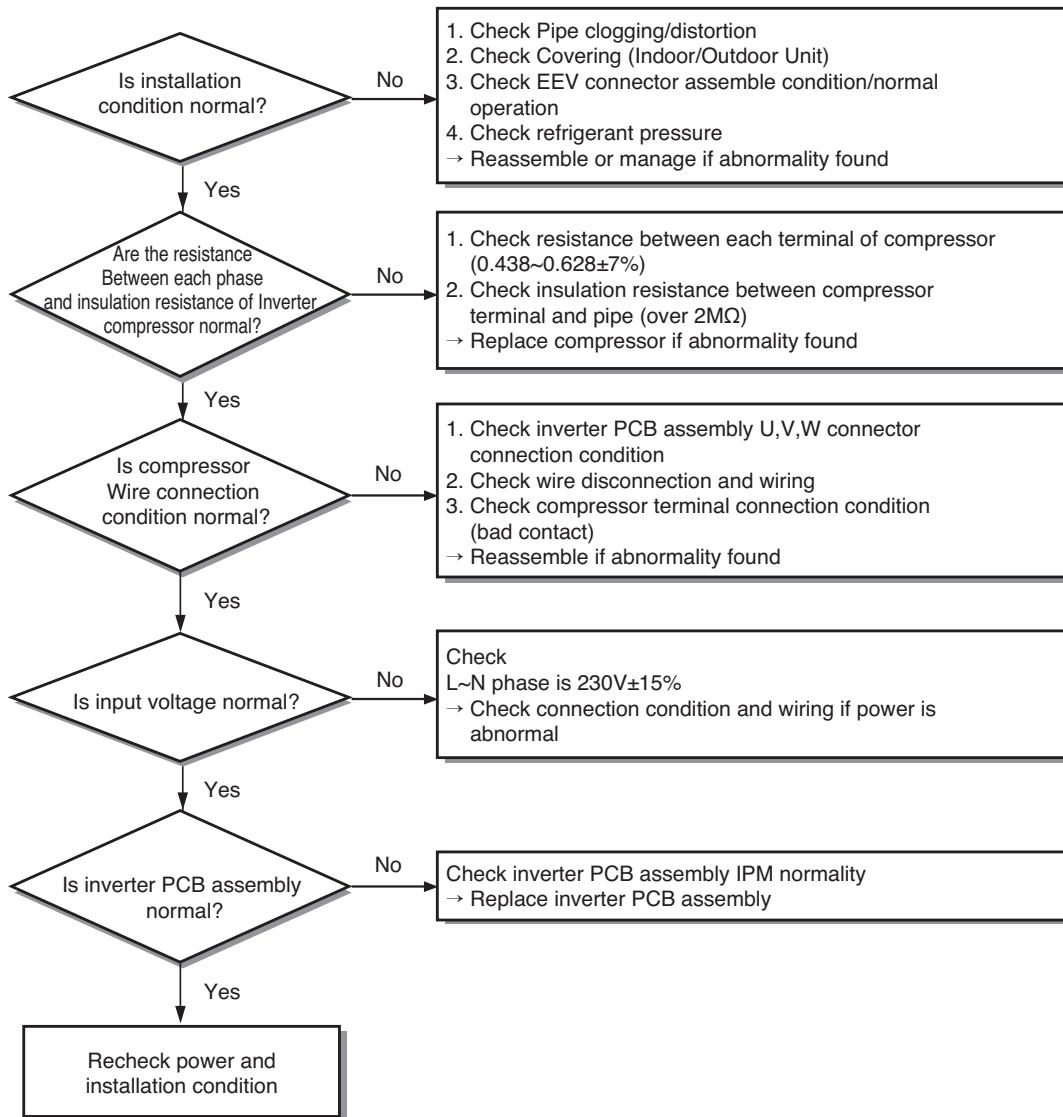 Is installation
condition normal?
No
1. Check Pipe clogging/distortion
2. Check Covering (Indoor/Outdoor Unit)
3. Check EEV connector assemble condition/normal
operation
4. Check refrigerant pressure
→ Reassemble or manage if abnormality found
Yes
Are the resistance
Between each phase
and insulation resistance of Inverter
compressor normal?
No
1. Check resistance between each terminal of compressor
(0.438~0.628±7%)
2. Check insulation resistance between compressor
terminal and pipe (over 2MΩ)
→ Replace compressor if abnormality found
Yes
Is compressor
Wire connection
condition normal?
No
1. Check inverter PCB assembly U,V,W connector
connection condition
2. Check wire disconnection and wiring
3. Check compressor terminal connection condition
(bad contact)
→ Reassemble if abnormality found
Yes
Is input voltage normal?
No
Check
L~N phase is 230V±15%
→ Check connection condition and wiring if power is
abnormal
Yes
Is inverter PCB assembly
normal?
No
Check inverter PCB assembly IPM normality
→ Replace inverter PCB assembly
Yes
Recheck power and
installation condition